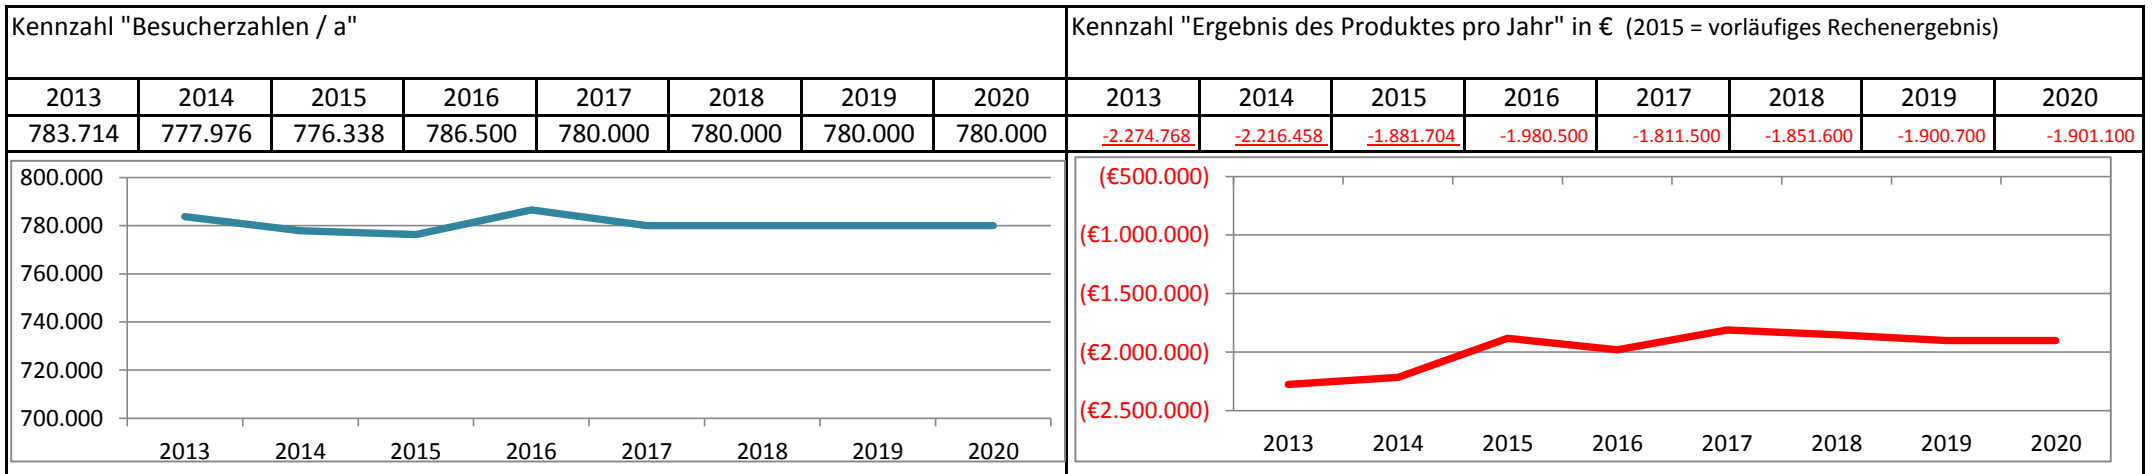 Kennzahl "Besucherzahlen / a"
2013 2014 2015 2016 2017 2018 2019 2020
783.714 777.976 776.338 786.500 780.000 780.000 780.000 780.000
800.000
780.000
760.000
740.000
720.000
700.000
2013 2014 2015 2016 2017 2018 2019 2020
Kennzahl "Ergebnis des Produktes pro Jahr" in € (2015 = vorläufiges Rechenergebnis)
2013 2014 2015 2016 2017 2018 2019 2020
-2.274.768 -2.216.458 -1.881.704 -1.980.500 -1.811.500 -1.851.600 -1.900.700 -1.901.100
(€500.000)
(€1.000.000)
(€1.500.000)
(€2.000.000)
(€2.500.000)
2013 2014 2015 2016 2017 2018 2019 2020